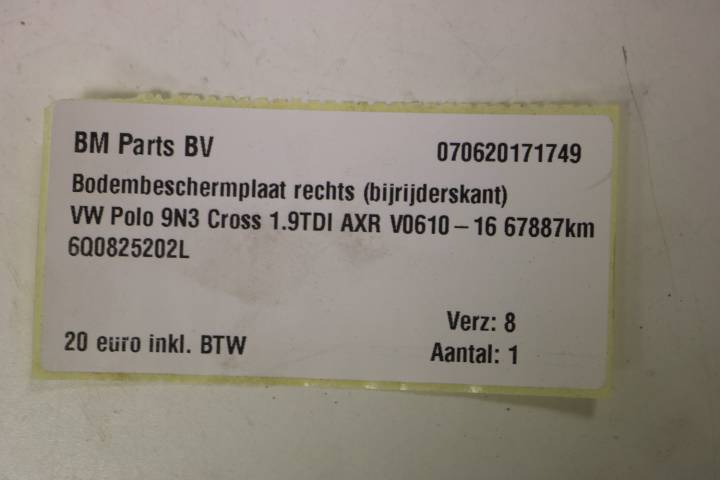 BM Parts BV 070620171749
Bodembeschermplaat rechts (bijrijderskant)
VW Polo 9N3 Cross 1.9TDI AXR V0610 – 16 67887km
6Q0825202L
Verz: 8
20 euro inkl. BTW Aantal: 1